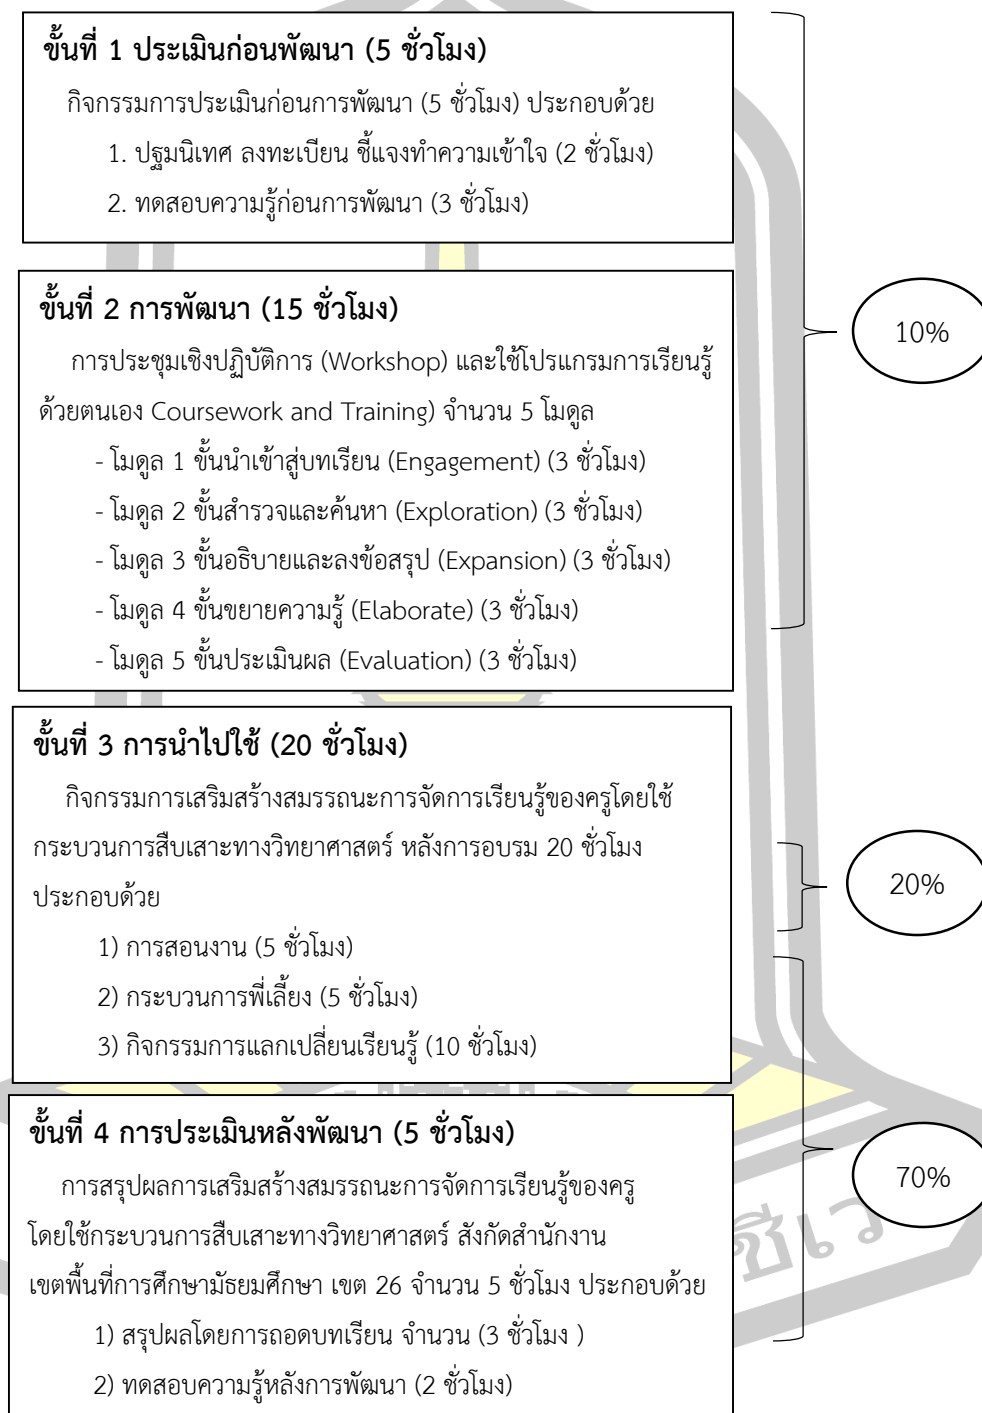 ขั้นที่ 1 ประเมินก่อนพัฒนา (5 ชั่วโมง)
กิจกรรมการประเมินก่อนการพัฒนา (5 ชั่วโมง) ประกอบด้วย
1. ปฐมนิเทศ ลงทะเบียน ชี้แจงทำความเข้าใจ (2 ชั่วโมง)
2. ทดสอบความรู้ก่อนการพัฒนา (3 ชั่วโมง)
ขั้นที่ 2 การพัฒนา (15 ชั่วโมง)
การประชุมเชิงปฏิบัติการ (Workshop) และใช้โปรแกรมการเรียนรู้
ด้วยตนเอง Coursework and Training) จำนวน 5 โมดูล
- โมดูล 1 ขั้นนำเข้าสู่บทเรียน (Engagement) (3 ชั่วโมง)
- โมดูล 2 ขั้นสำรวจและค้นหา (Exploration) (3 ชั่วโมง)
- โมดูล 3 ขั้นอธิบายและลงข้อสรุป (Expansion) (3 ชั่วโมง)
- โมดูล 4 ขั้นขยายความรู้ (Elaborate) (3 ชั่วโมง)
- โมดูล 5 ขั้นประเมินผล (Evaluation) (3 ชั่วโมง)
10%
ขั้นที่ 3 การนำไปใช้ (20 ชั่วโมง)
กิจกรรมการเสริมสร้างสมรรถนะการจัดการเรียนรู้ของครูโดยใช้
กระบวนการสืบเสาะทางวิทยาศาสตร์ หลังการอบรม 20 ชั่วโมง
ประกอบด้วย
1) การสอนงาน (5 ชั่วโมง)
2) กระบวนการพี่เลี้ยง (5 ชั่วโมง)
3) กิจกรรมการแลกเปลี่ยนเรียนรู้ (10 ชั่วโมง)
20%
ขั้นที่ 4 การประเมินหลังพัฒนา (5 ชั่วโมง)
การสรุปผลการเสริมสร้างสมรรถนะการจัดการเรียนรู้ของครู
โดยใช้กระบวนการสืบเสาะทางวิทยาศาสตร์ สังกัดสำนักงาน
เขตพื้นที่การศึกษามัธยมศึกษา เขต 26 จำนวน 5 ชั่วโมง ประกอบด้วย
1) สรุปผลโดยการถอดบทเรียน จำนวน (3 ชั่วโมง )
2) ทดสอบความรู้หลังการพัฒนา (2 ชั่วโมง)
70%
ชีเว